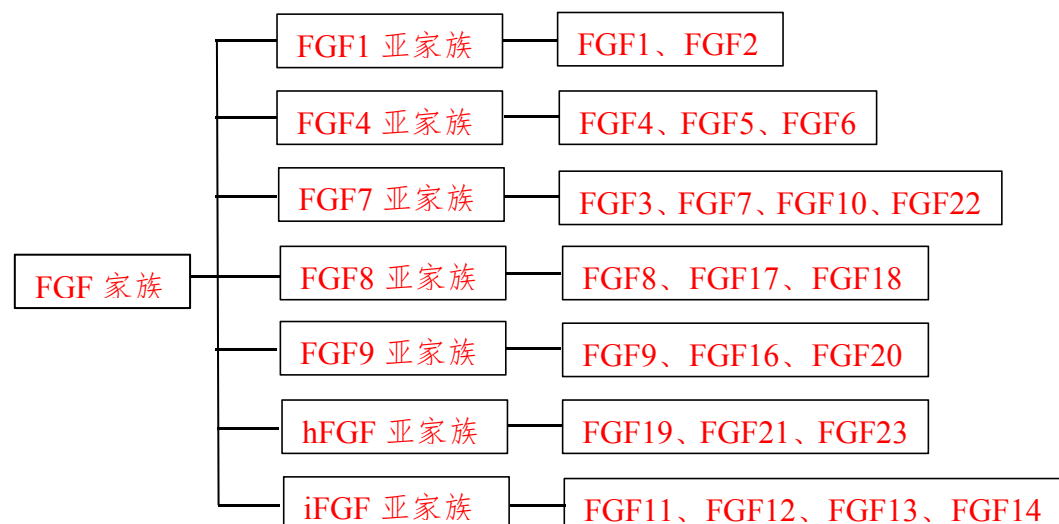 FGF1 亚家族
FGF1、FGF2
FGF4 亚家族
FGF4、FGF5、FGF6
FGF7 亚家族
FGF3、FGF7、FGF10、FGF22
FGF 家族
FGF8 亚家族
FGF8、FGF17、FGF18
FGF9 亚家族
FGF9、FGF16、FGF20
hFGF 亚家族
FGF19、FGF21、FGF23
iFGF 亚家族
FGF11、FGF12、FGF13、FGF14